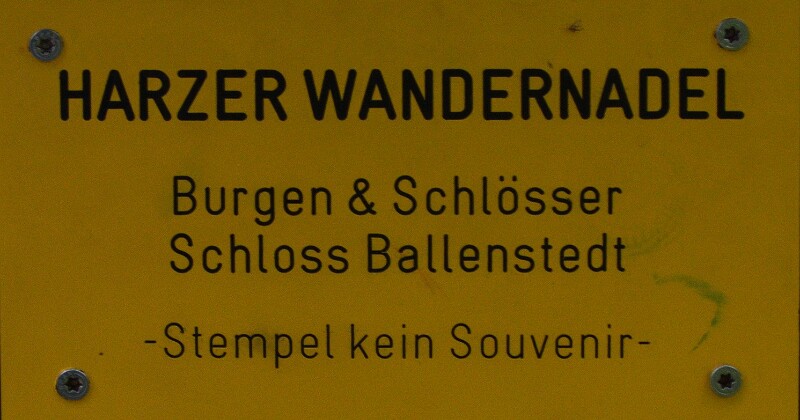 HARZER WANDERNADEL
Burgen & Schlösser
Schloss Ballenstedt
-Stempel kein Souvenir-